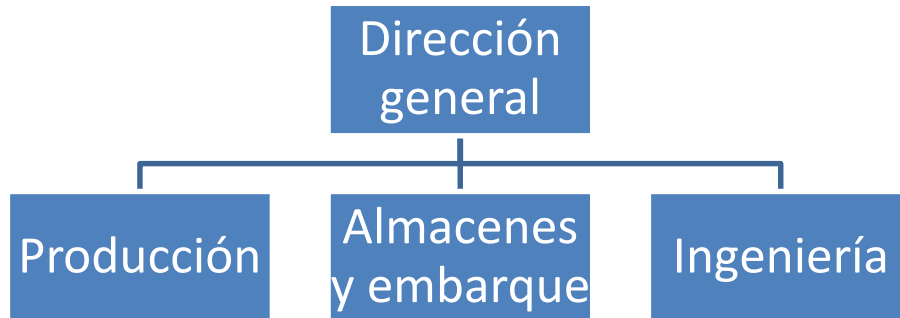 Dirección
general
Producción
Almacenes
y embarque
Ingeniería